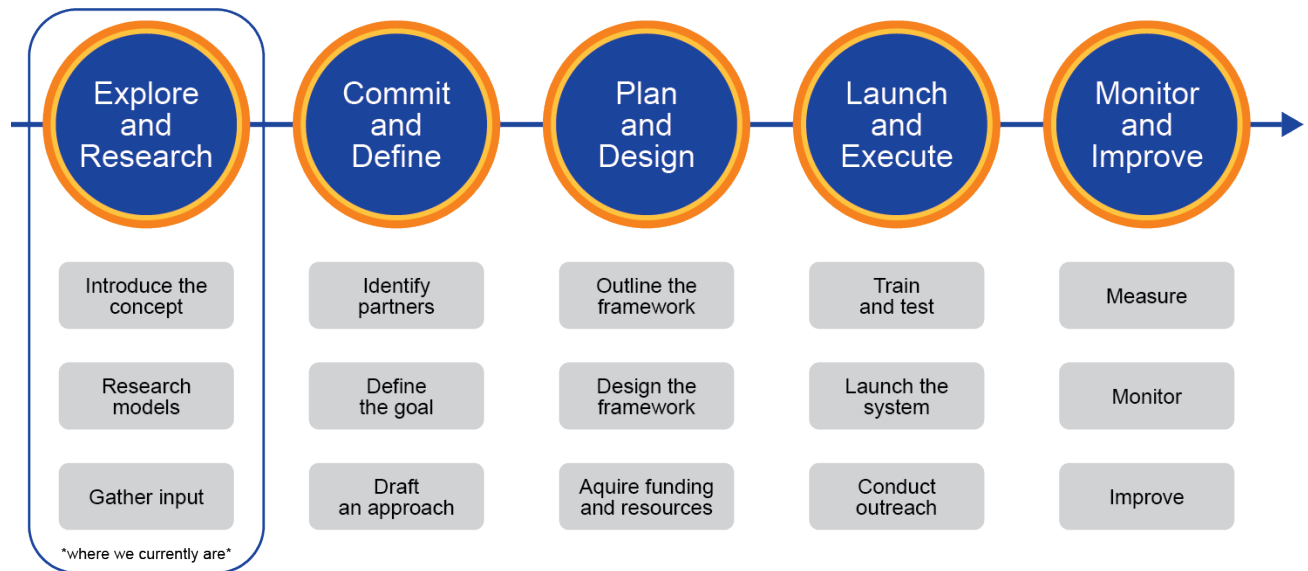 Explore
and
Research
Commit
and
Define
Plan
and
Design
Launch
and
Execute
Monitor
and
Improve
Introduce the
concept
Research
models
Gather input
*where we currently are*
Identify
partners
Define
the goal
Draft
an approach
Outline the
framework
Design the
framework
Aquire funding
and resources
Train
and test
Launch the
system
Conduct
outreach
Measure
Monitor
Improve